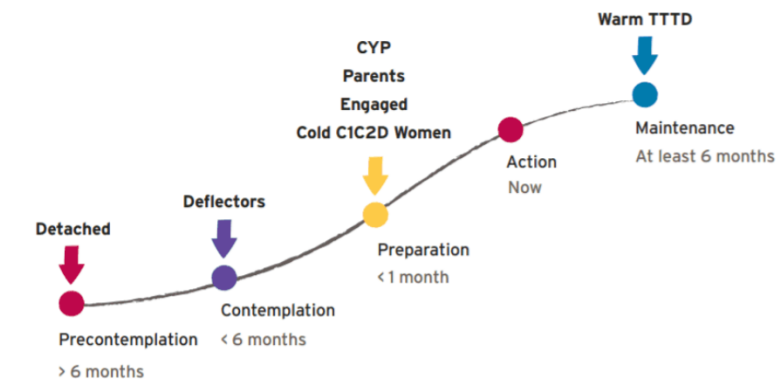 Warm TTTD
CYP
Parents
Engaged
Cold C1C2D Women
Maintenance
At least 6 months
Action
Now
Deflectors
Detached
Preparation
<1 month
Contemplation
< 6 months
Precontemplation
> 6 months